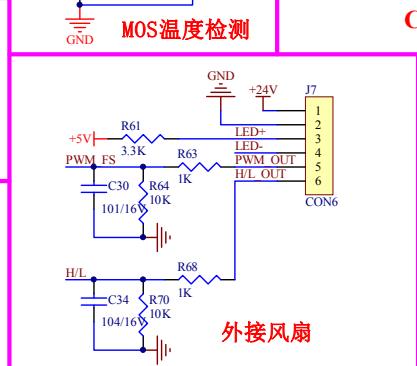 GND
MOS温度检测
C
GND
+24V
J7
1
2
3
4
5
6
CON6
+5V
R61
3.3K
LED+
LED-
PWM_OUT
H/L_OUT
PWM_FS
R63
1K
C30
101/16V
R64
10K
H/L
R68
1K
C34
104/16V
R70
10K
外接风扇